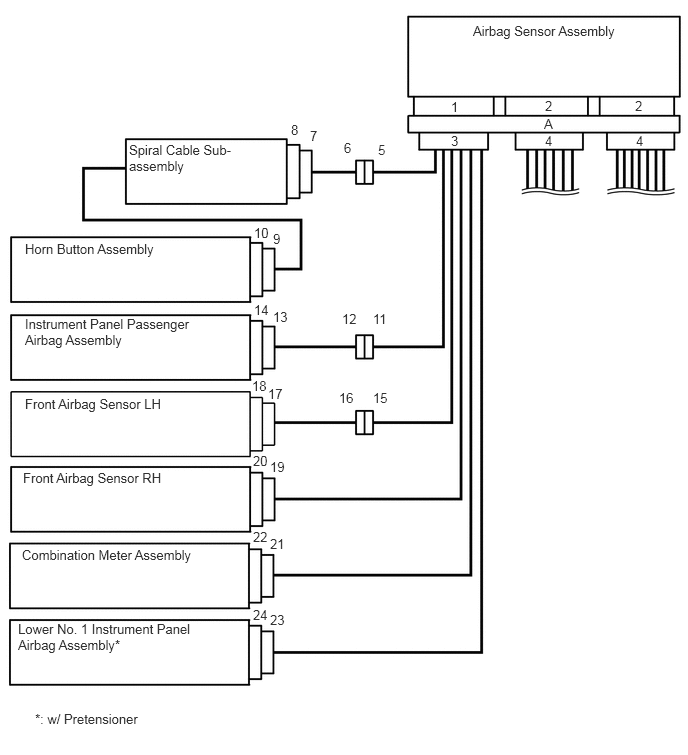 Airbag Sensor Assembly
1 2 2
A
3 4 4
8 7 6 5
Spiral Cable Sub-
assembly
10 9
Horn Button Assembly
14 13 12 11
Instrument Panel Passenger
Airbag Assembly
18 17 16 15
Front Airbag Sensor LH
20 19
Front Airbag Sensor RH
22 21
Combination Meter Assembly
24 23
Lower No. 1 Instrument Panel
Airbag Assembly*
*: w/ Pretensioner